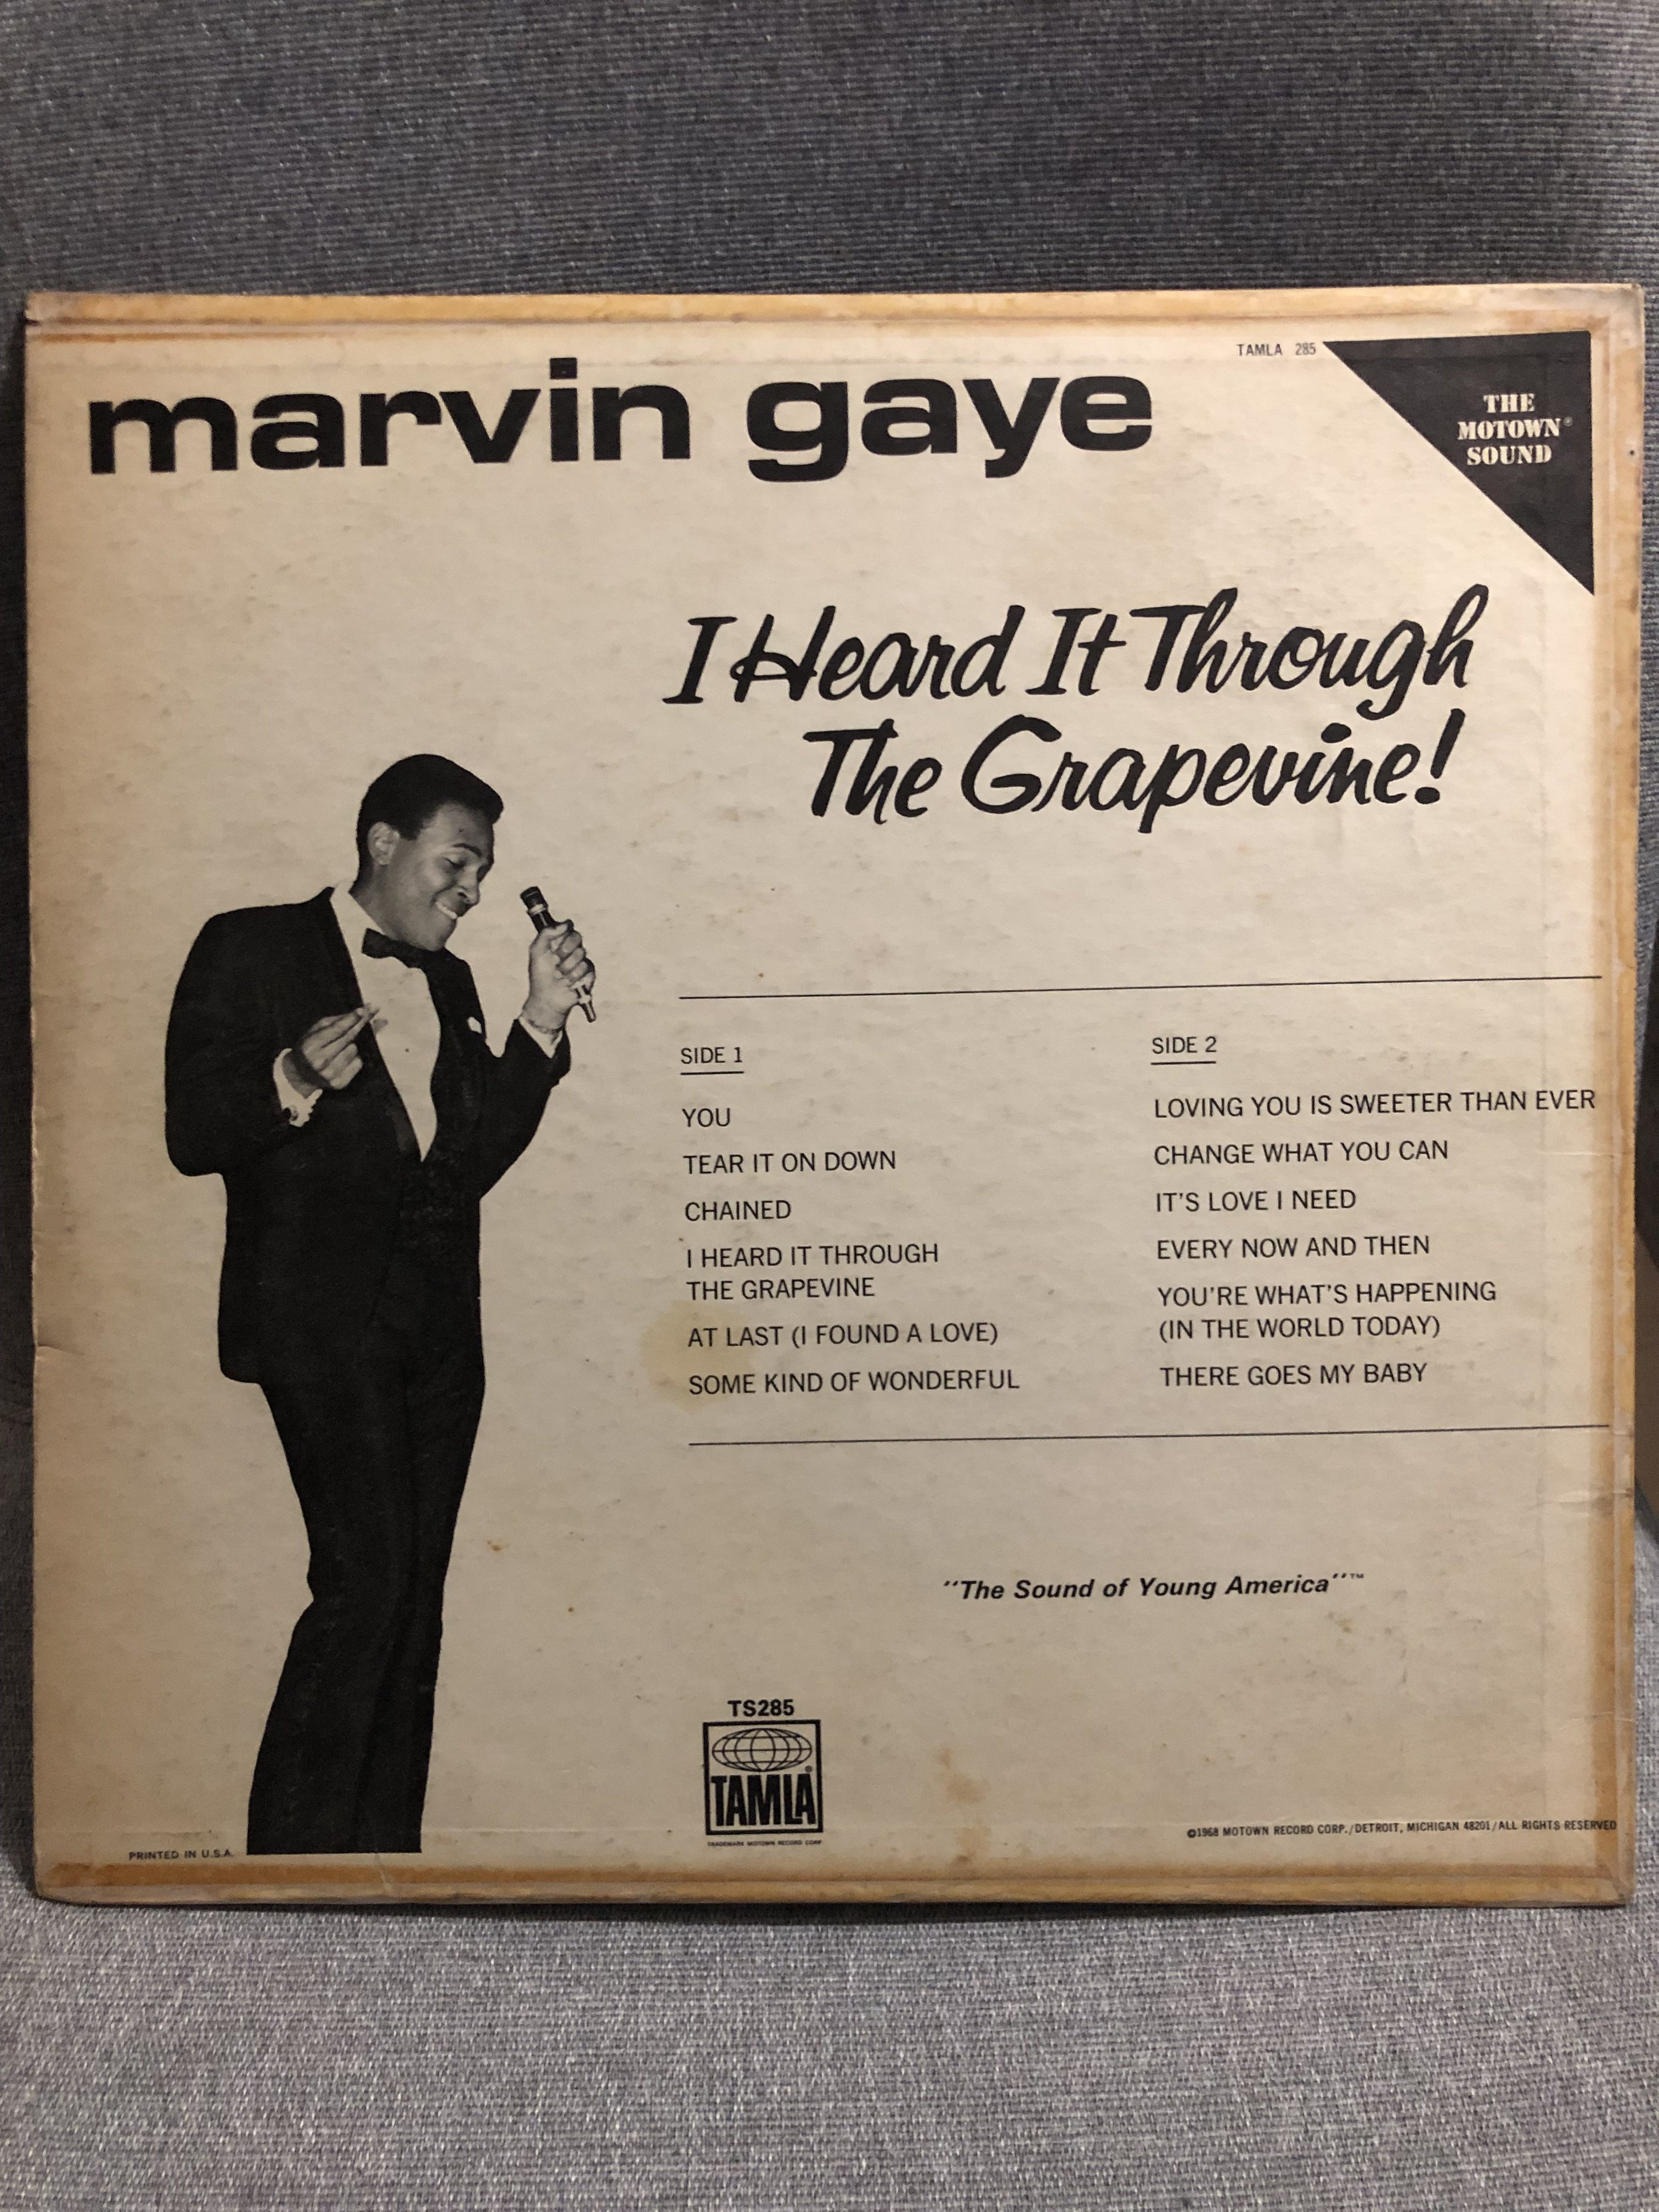 TAMLA 285
marvin gaye
THE
MOTOWN®
SOUND
I Heard It Through
The Grapevine!
SIDE 1
YOU
TEAR IT ON DOWN
CHAINED
I HEARD IT THROUGH
THE GRAPEVINE
AT LAST (I FOUND A LOVE)
SOME KIND OF WONDERFUL
SIDE 2
LOVING YOU IS SWEETER THAN EVER
CHANGE WHAT YOU CAN
IT'S LOVE I NEED
EVERY NOW AND THEN
YOU'RE WHAT'S HAPPENING
(IN THE WORLD TODAY)
THERE GOES MY BABY
"The Sound of Young America"™
TS285
TAMLA®
TRADEMARK MOTOWN RECORD CORP
©1968 MOTOWN RECORD CORP./DETROIT, MICHIGAN 48201/ALL RIGHTS RESERVED
PRINTED IN U.S.A.